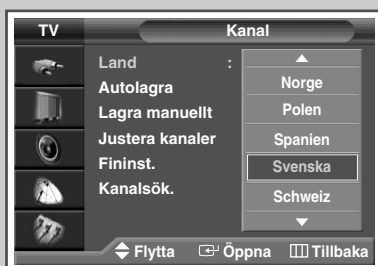 TV Kanal
Land :
Autolagra
Lagra manuellt
Justera kanaler
Fininst.
Kanalsök.
Norge
Polen
Spanien
Svenska
Schweiz
Flytta Öppna Tillbaka